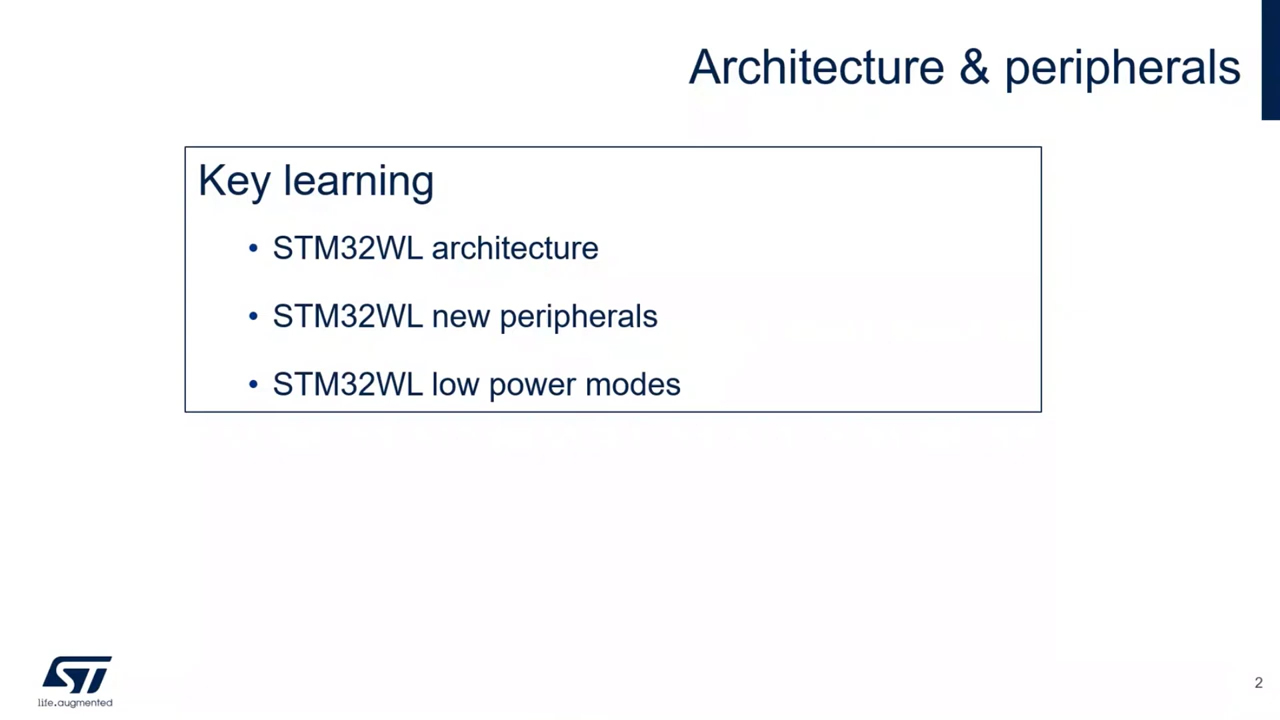 Architecture & peripherals
Key learning
• STM32WL architecture
• STM32WL new peripherals
• STM32WL low power modes
ST
life.augmented
2